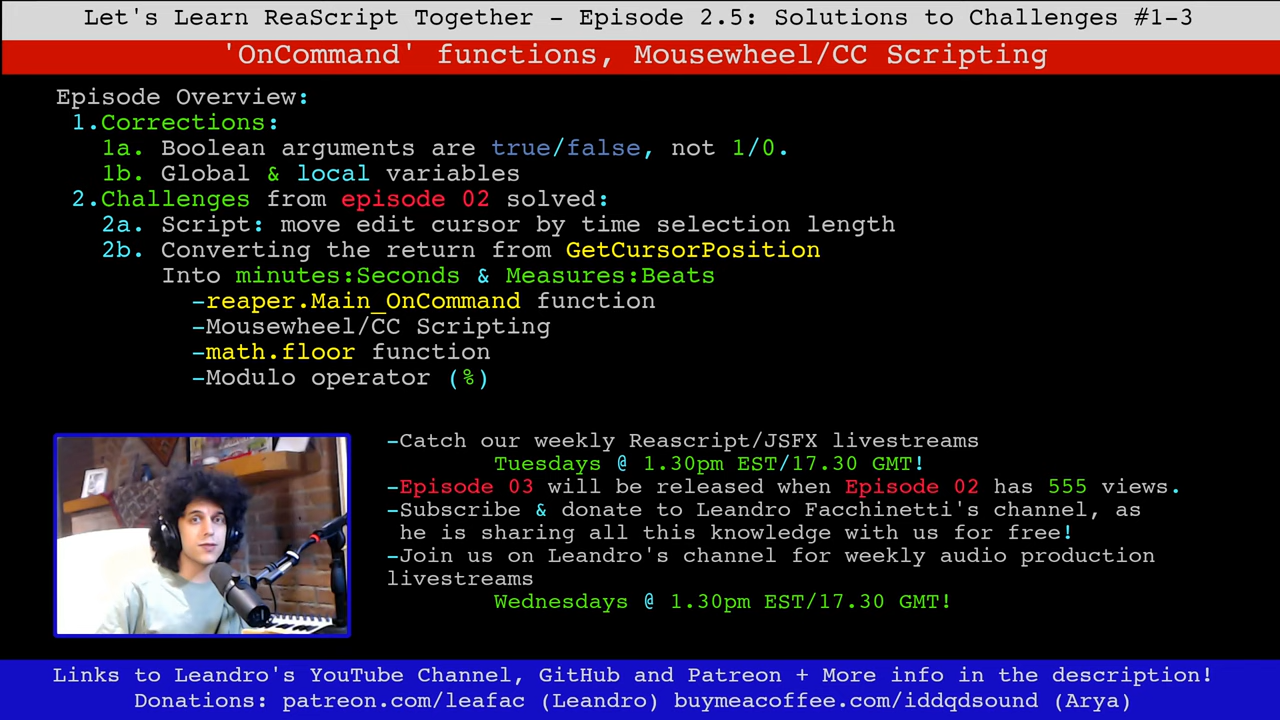 Let's Learn ReaScript Together - Episode 2.5: Solutions to Challenges #1-3
'OnCommand' functions, Mousewheel/CC Scripting
Episode Overview:
1.Corrections:
1a. Boolean arguments are true/false, not 1/0.
1b. Global & local variables
2.Challenges from episode 02 solved:
2a. Script: move edit cursor by time selection length
2b. Converting the return from GetCursorPosition
Into minutes:Seconds & Measures:Beats
-reaper.Main_OnCommand function
-Mousewheel/CC Scripting
-math.floor function
-Modulo operator (%)
-Catch our weekly Reascript/JSFX livestreams
Tuesdays @ 1.30pm EST/17.30 GMT!
-Episode 03 will be released when Episode 02 has 555 views.
-Subscribe & donate to Leandro Facchinetti's channel, as
he is sharing all this knowledge with us for free!
-Join us on Leandro's channel for weekly audio production
livestreams
Wednesdays @ 1.30pm EST/17.30 GMT!
Links to Leandro's YouTube Channel, GitHub and Patreon + More info in the description!
Donations: patreon.com/leafac (Leandro) buymeacoffee.com/iddqdsound (Arya)